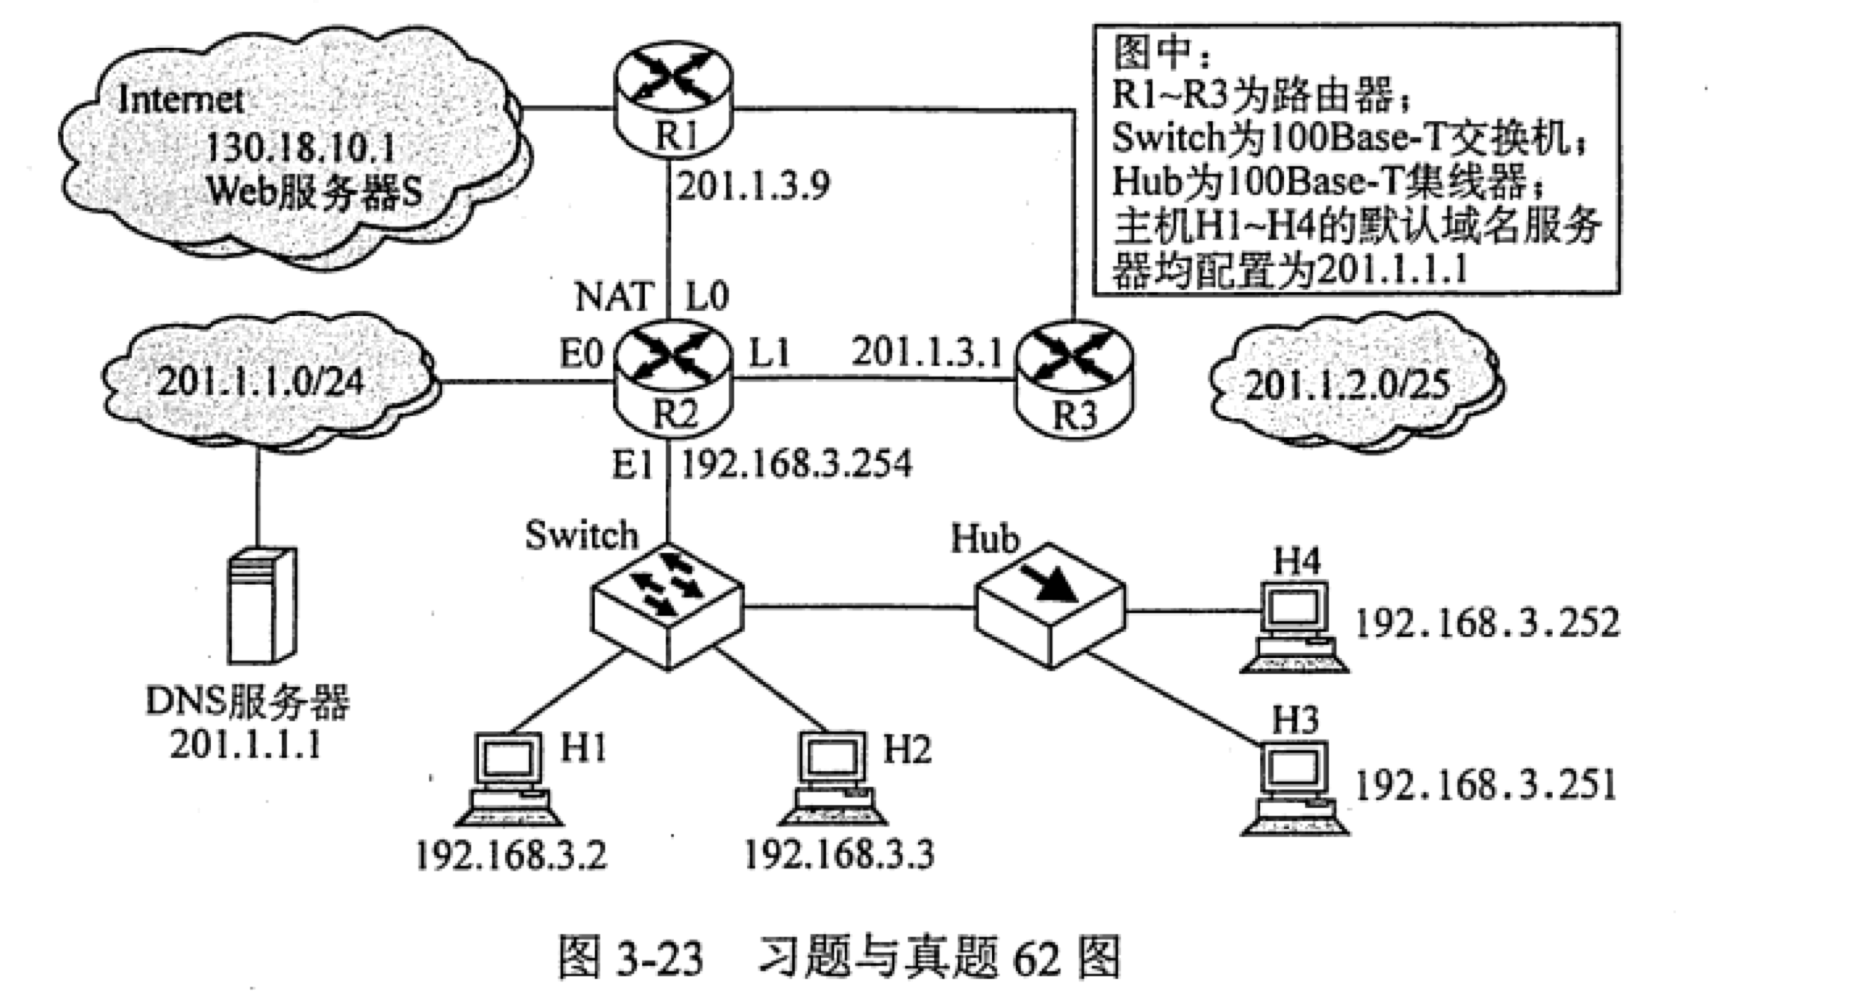 Internet
130.18.10.1
Web服务器S
R1
201.1.3.9
图中:
R1~R3为路由器;
Switch为100Base-T交换机;
Hub为100Base-T集线器;
主机H1~H4的默认域名服务
器均配置为201.1.1.1
NAT
L0
201.1.1.0/24
E0
R2
L1
201.1.3.1
R3
201.1.2.0/25
E1
192.168.3.254
Switch
Hub
H4
192.168.3.252
DNS服务器
201.1.1.1
H1
192.168.3.2
H2
192.168.3.3
H3
192.168.3.251
图 3-23 习题与真题 62 图